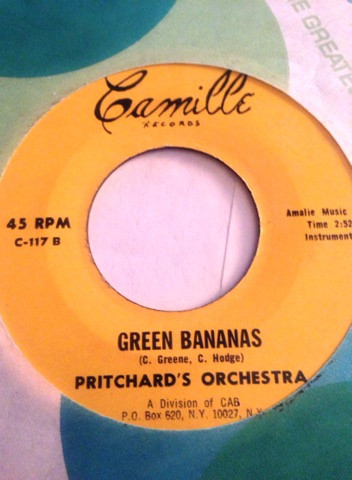 E GREATE
Camille
RECORDS
45 RPM
C-117 B
Amalie Music
Time 2:52
Instrument
GREEN BANANAS
(C. Greene, C. Hodge)
PRITCHARD'S ORCHESTRA
A Division of CAB
P.O. Box 620, N.Y. 10027, N.Y.